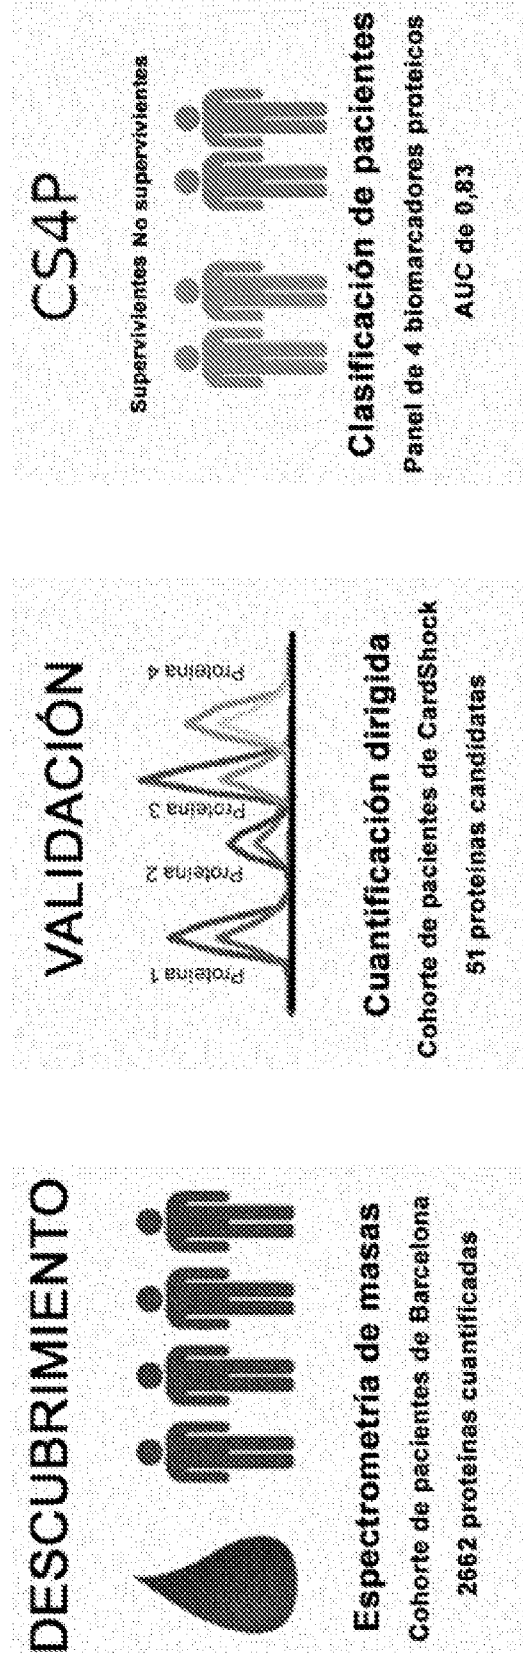 DESCUBRIMIENTO
Espectrometría de masas
Cohorte de pacientes de Barcelona
2662 proteínas cuantificadas
VALIDACIÓN
Proteína 1
Proteína 2
Proteína 3
Proteína 4
Cuantificación dirigida
Cohorte de pacientes de CardShock
51 proteínas candidatas
CS4P
Supervivientes No supervivientes
Clasificación de pacientes
Panel de 4 biomarcadores proteicos
AUC de 0,83